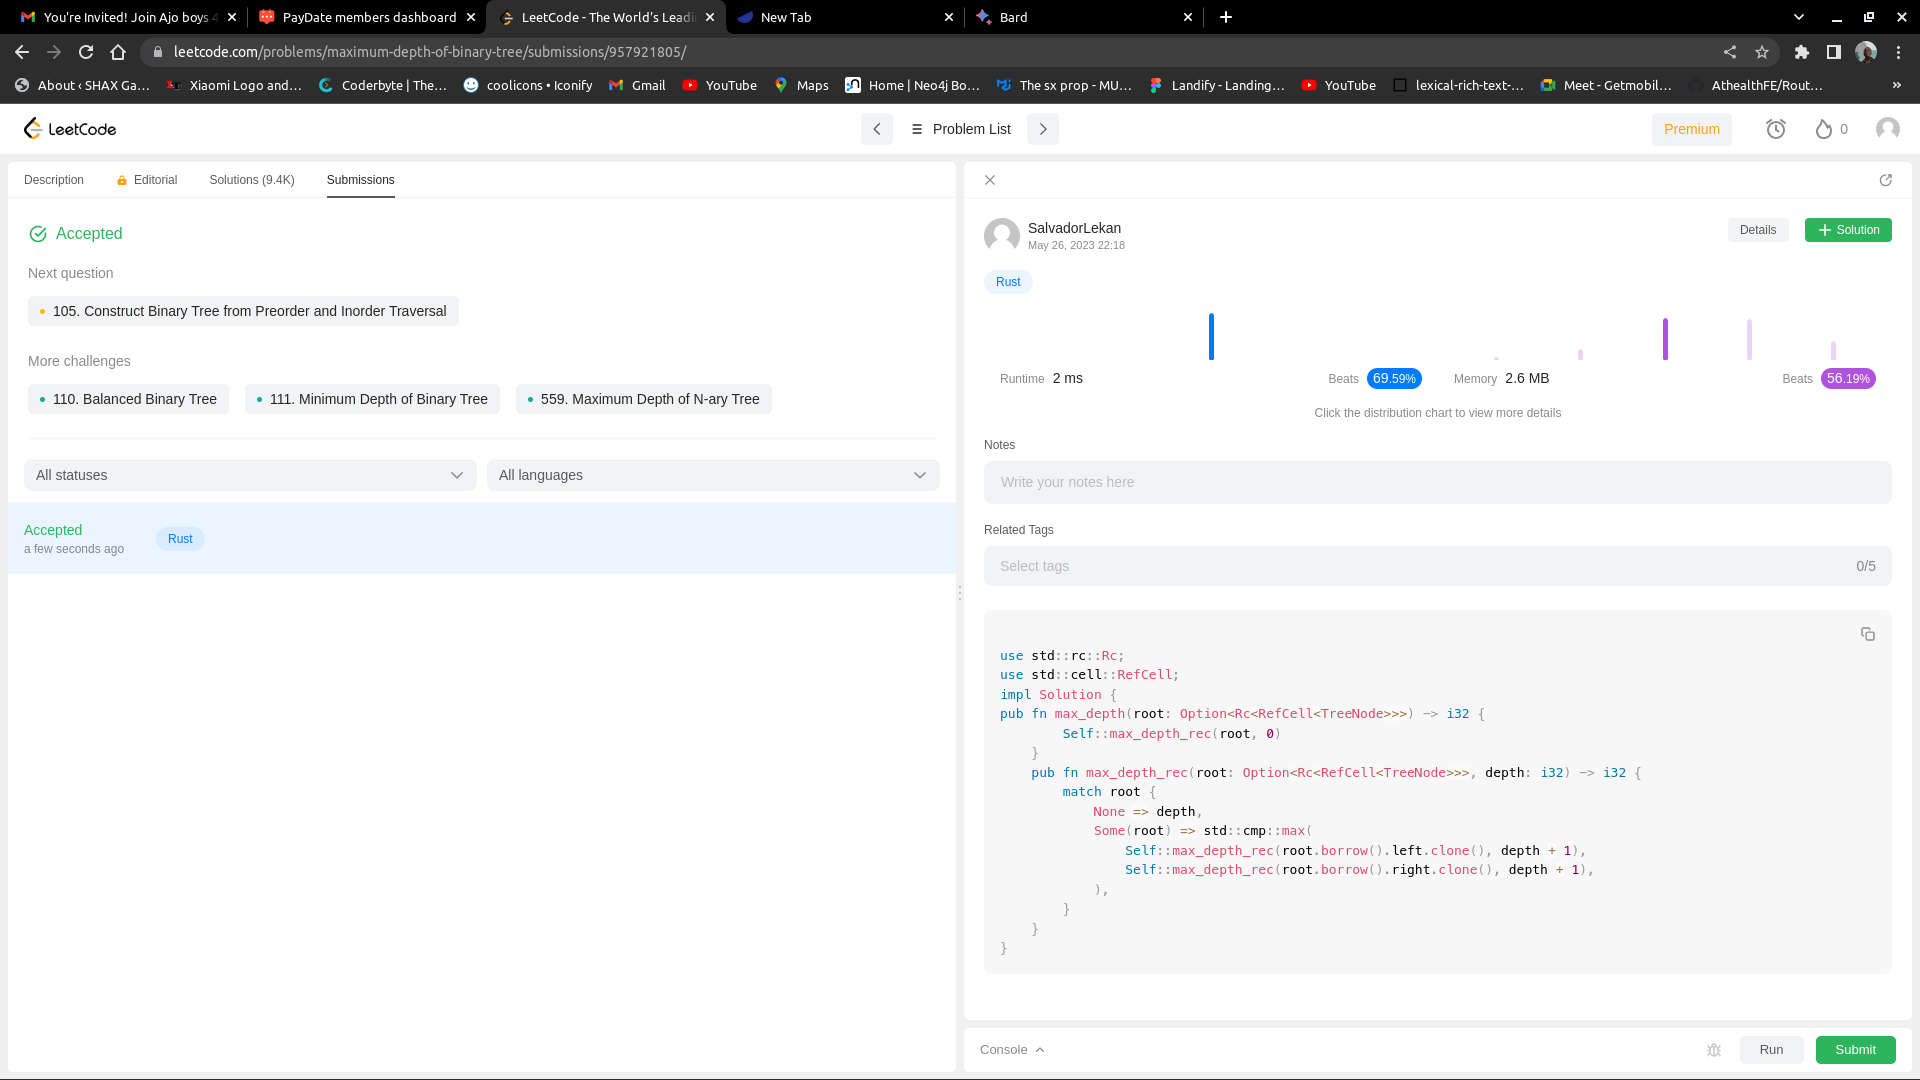 You're Invited! Join Ajo boys 4
PayDate members dashboard
LeetCode - The World's Leadi
New Tab
Bard
leetcode.com/problems/maximum-depth-of-binary-tree/submissions/957921805/
About ‹ SHAX Ga…
Xiaomi Logo and…
Coderbyte | The…
coolicons • Iconify
Gmail
YouTube
Maps
Home | Neo4j Bo…
The sx prop - MU…
Landify - Landing…
YouTube
lexical-rich-text-…
Meet - Getmobil…
AthealthFE/Rout…
»
LeetCode
Problem List
Premium
0
Description
Editorial
Solutions (9.4K)
Submissions
Accepted
Next question
105. Construct Binary Tree from Preorder and Inorder Traversal
More challenges
110. Balanced Binary Tree
111. Minimum Depth of Binary Tree
559. Maximum Depth of N-ary Tree
All statuses
All languages
Accepted
a few seconds ago
Rust
SalvadorLekan
May 26, 2023 22:18
Details
Solution
Rust
Runtime 2 ms
Beats 69.59%
Memory 2.6 MB
Beats 56.19%
Click the distribution chart to view more details
Notes
Write your notes here
Related Tags
Select tags
0/5
use std::rc::Rc;
use std::cell::RefCell;
impl Solution {
pub fn max_depth(root: Option<Rc<RefCell<TreeNode>>>) -> i32 {
        Self::max_depth_rec(root, 0)
    }
    pub fn max_depth_rec(root: Option<Rc<RefCell<TreeNode>>>, depth: i32) -> i32 {
        match root {
            None => depth,
            Some(root) => std::cmp::max(
                Self::max_depth_rec(root.borrow().left.clone(), depth + 1),
                Self::max_depth_rec(root.borrow().right.clone(), depth + 1),
            ),
        }
    }
}
Console
Run
Submit